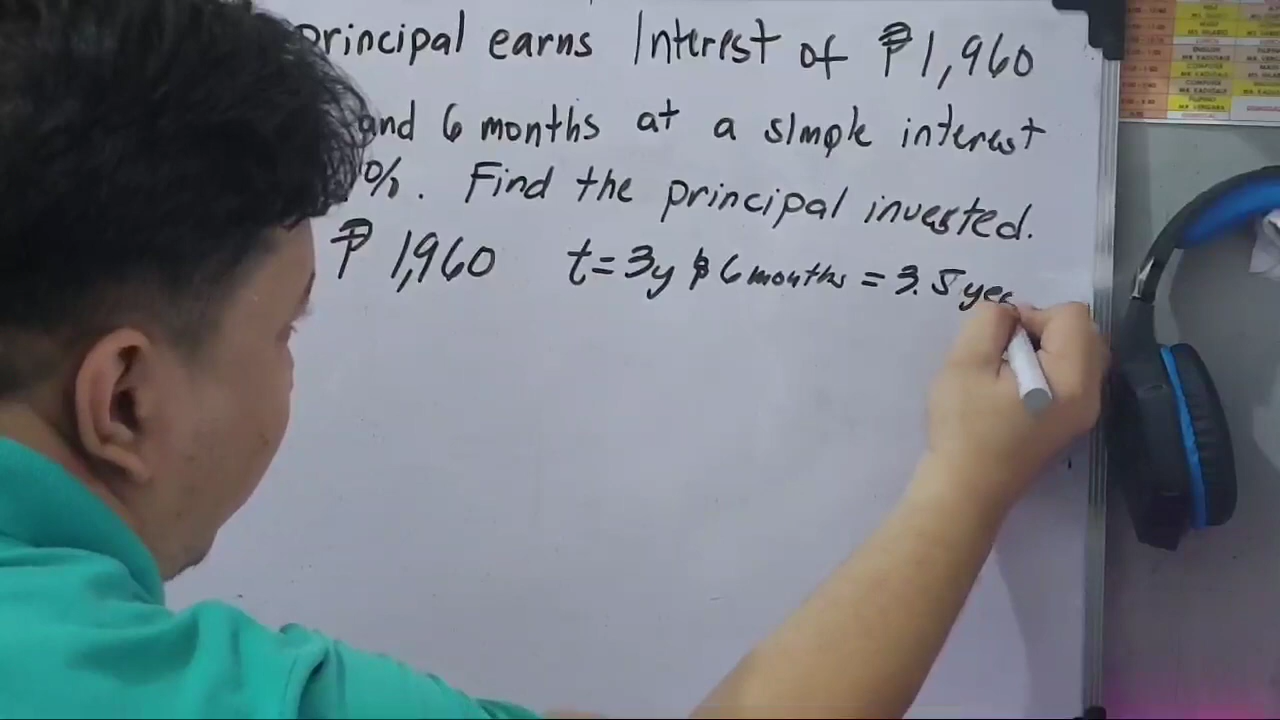 principal earns Interest of ₱1,960
and 6 months at a simple interest
%. Find the principal invested.
₱ 1,960 t=3y & 6 months = 3.5 yea